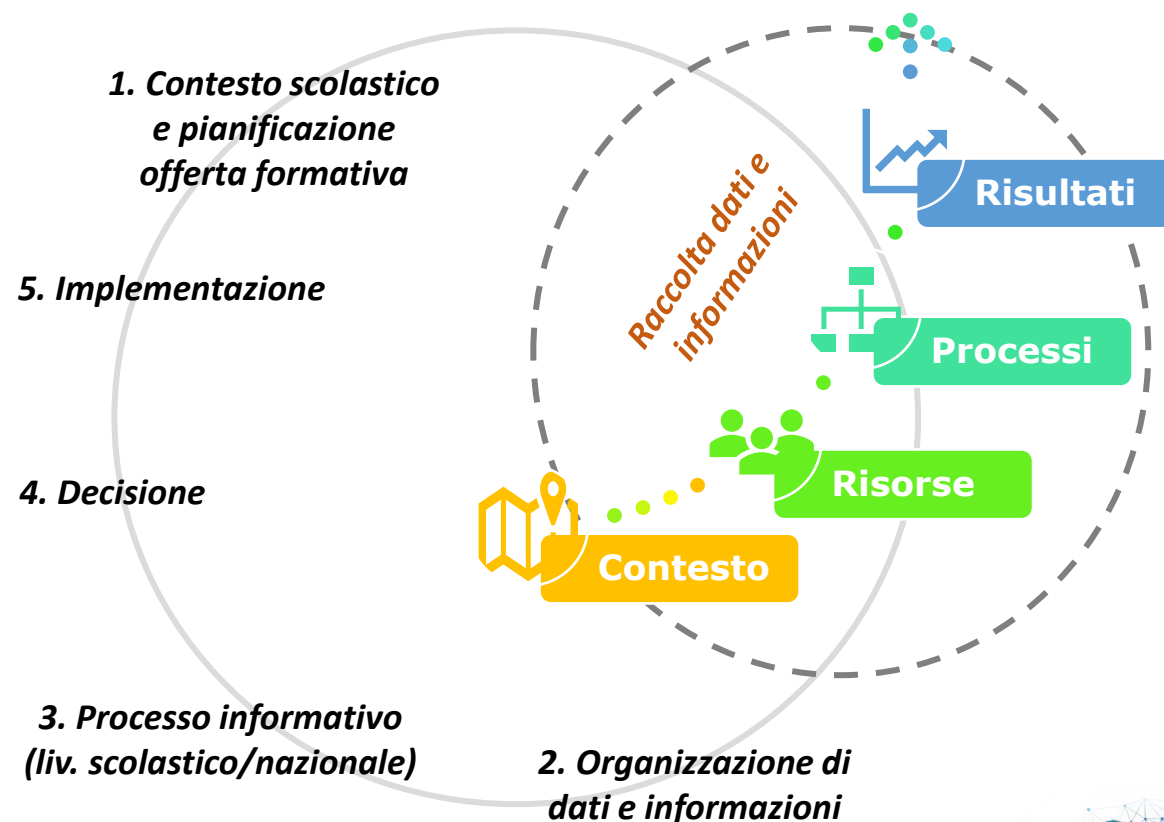 1. Contesto scolastico
e pianificazione
offerta formativa
Raccolta dati e
informazioni
Risultati
5. Implementazione
Processi
4. Decisione
Risorse
Contesto
3. Processo informativo
(liv. scolastico/nazionale)
2. Organizzazione di
dati e informazioni